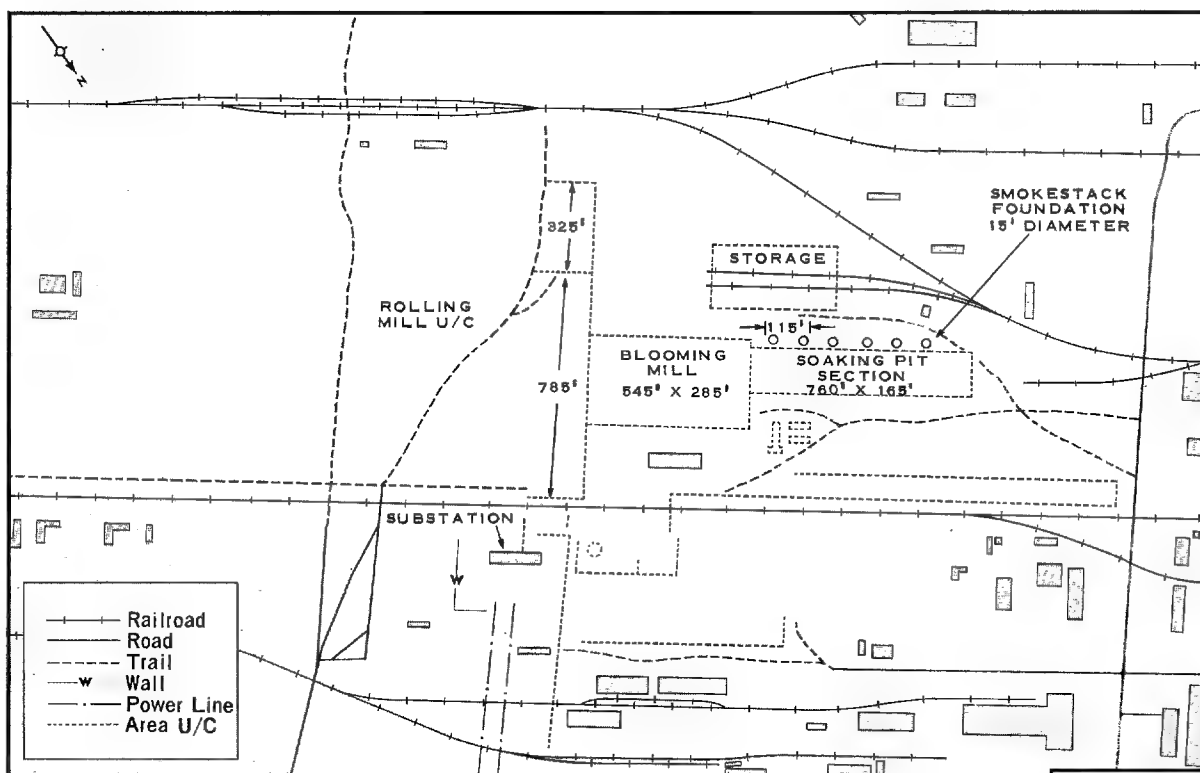 N
SMOKESTACK
FOUNDATION
15' DIAMETER
325'
STORAGE
ROLLING
MILL U/C
115'
BLOOMING
MILL
545' X 285'
SOAKING PIT
SECTION
760' X 165'
785'
SUBSTATION
W
Railroad
Road
Trail
W Wall
Power Line
Area U/C